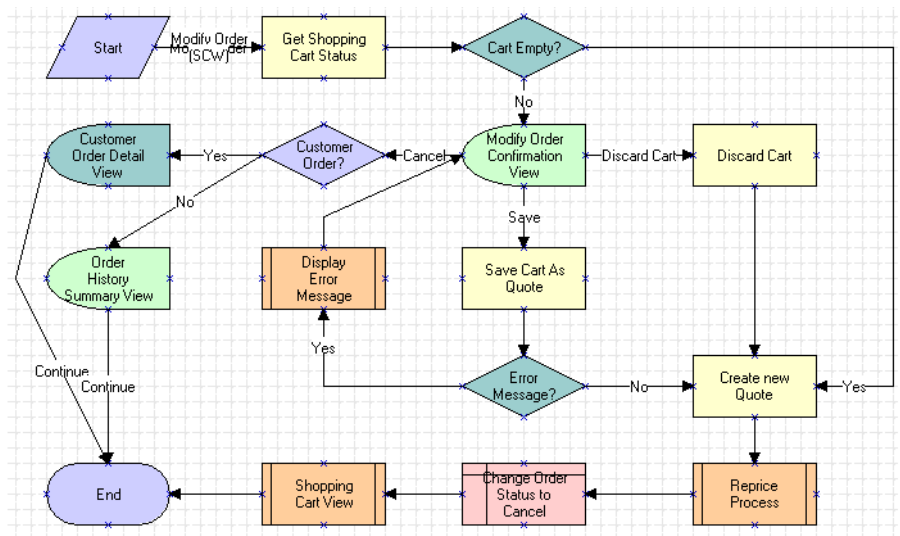 Start
Modify Order
(SCW)
Get Shopping
Cart Status
Cart Empty?
No
Customer
Order Detail
View
Yes
Customer
Order?
Cancel
Modify Order
Confirmation
View
Discard Cart
Discard Cart
No
Save
Order
History
Summary View
Display
Error
Message
Save Cart As
Quote
Yes
Continue
Continue
Error
Message?
No
Create new
Quote
Yes
End
Shopping
Cart View
Change Order
Status to
Cancel
Reprice
Process